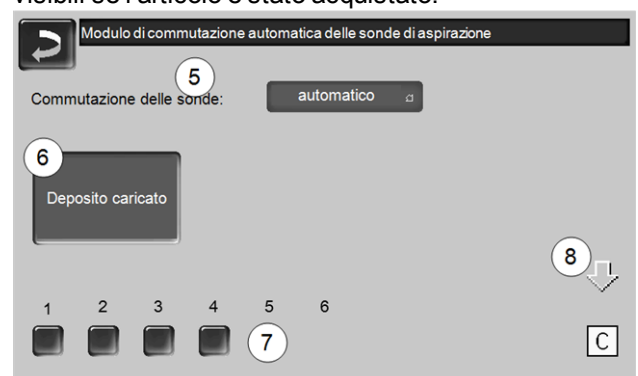 visibili se l'articolo è stato acquistato.
Modulo di commutazione automatica delle sonde di aspirazione
5
Commutazione delle sonde: automatico
6
Deposito caricato
8
1 2 3 4 5 6
7
C